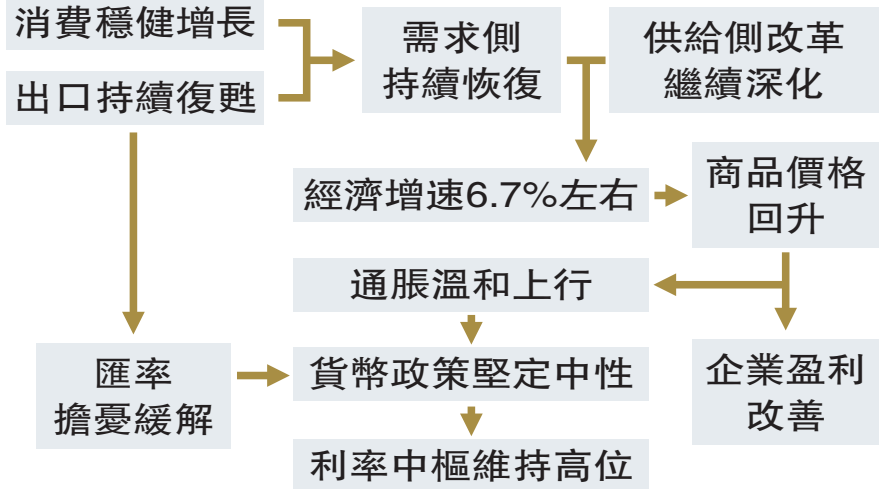 消費穩健增長
出口持續復甦
需求側
持續恢復
供給側改革
繼續深化
經濟增速6.7%左右
商品價格
回升
通脹溫和上行
匯率
擔憂緩解
貨幣政策堅定中性
企業盈利
改善
利率中樞維持高位